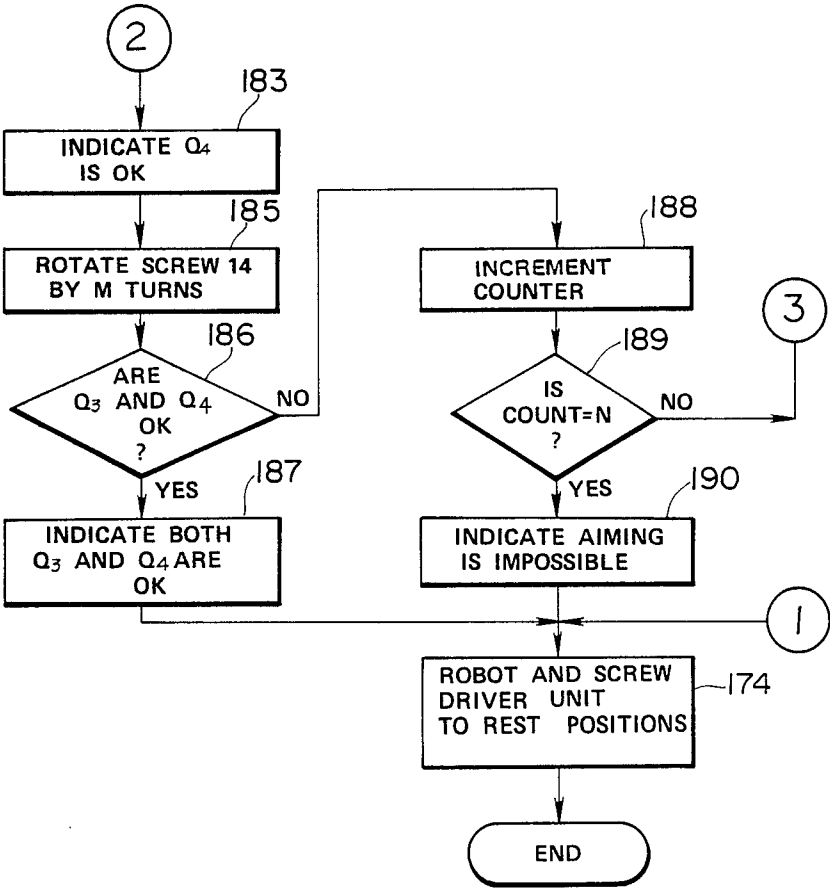 2
183
INDICATE Q4
IS OK
185
ROTATE SCREW 14
BY M TURNS
186
ARE
Q3 AND Q4
OK
?
NO
YES
187
INDICATE BOTH
Q3 AND Q4 ARE
OK
188
INCREMENT
COUNTER
3
189
IS
COUNT=N
?
NO
YES
190
INDICATE AIMING
IS IMPOSSIBLE
1
ROBOT AND SCREW
DRIVER UNIT
TO REST POSITIONS
174
END